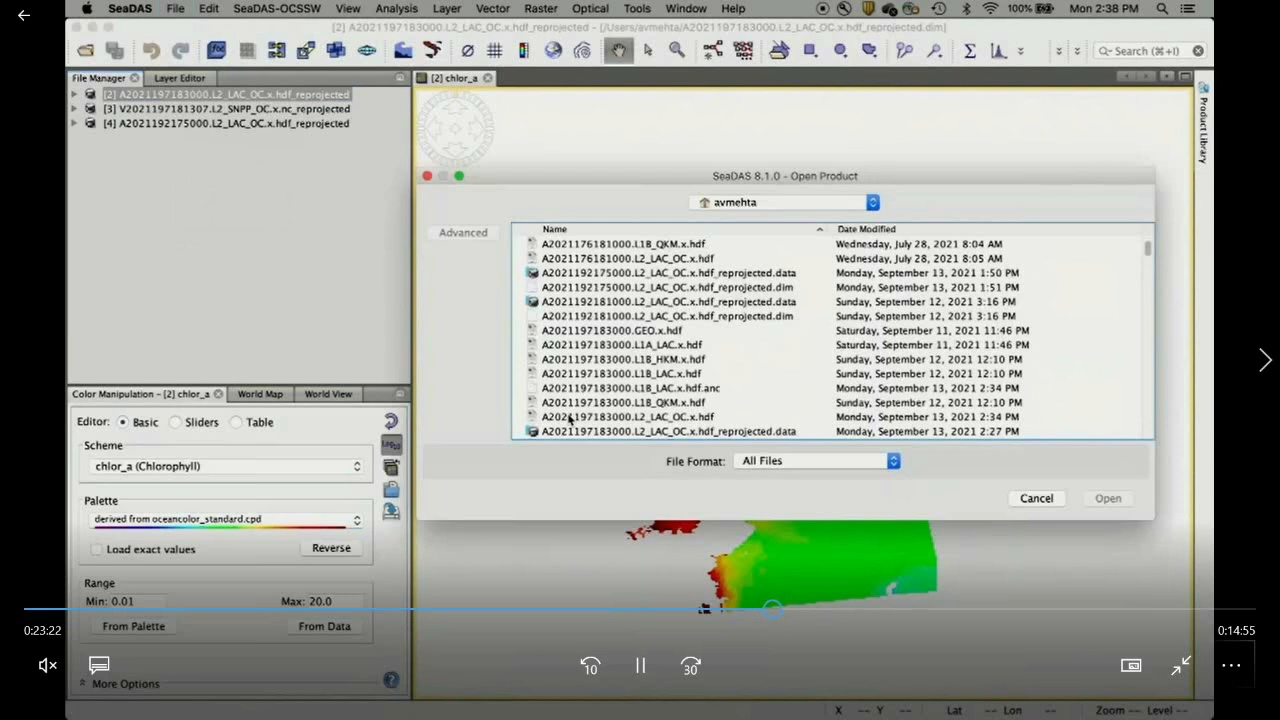 SeaDAS File Edit SeaDAS-OCSSW View Analysis Layer Vector Raster Optical Tools Window Help 100% Mon 2:38 PM
[2] A2021197183000.L2_LAC_OC.x.hdf_reprojected - [/Users/avmehta/A2021197183000.L2_LAC_OC.x.hdf_reprojected.dim]
Search (⌘+I)
File Manager Layer Editor [2] chlor_a
[2] A2021197183000.L2_LAC_OC.x.hdf_reprojected
[3] V2021197181307.L2_SNPP_OC.x.nc_reprojected
[4] A2021192175000.L2_LAC_OC.x.hdf_reprojected
Product Library
SeaDAS 8.1.0 - Open Product
avmehta
Advanced
Name Date Modified
A2021176181000.L1B_QKM.x.hdf Wednesday, July 28, 2021 8:04 AM
A2021176181000.L2_LAC_OC.x.hdf Wednesday, July 28, 2021 8:05 AM
A2021192175000.L2_LAC_OC.x.hdf_reprojected.data Monday, September 13, 2021 1:50 PM
A2021192175000.L2_LAC_OC.x.hdf_reprojected.dim Monday, September 13, 2021 1:51 PM
A2021192181000.L2_LAC_OC.x.hdf_reprojected.data Sunday, September 12, 2021 3:16 PM
A2021192181000.L2_LAC_OC.x.hdf_reprojected.dim Sunday, September 12, 2021 3:16 PM
A2021197183000.GEO.x.hdf Saturday, September 11, 2021 11:46 PM
A2021197183000.L1A_LAC.x.hdf Saturday, September 11, 2021 11:46 PM
A2021197183000.L1B_HKM.x.hdf Sunday, September 12, 2021 12:10 PM
A2021197183000.L1B_LAC.x.hdf Sunday, September 12, 2021 12:10 PM
A2021197183000.L1B_LAC.x.hdf.anc Monday, September 13, 2021 2:34 PM
A2021197183000.L1B_QKM.x.hdf Sunday, September 12, 2021 12:10 PM
A2021197183000.L2_LAC_OC.x.hdf Monday, September 13, 2021 2:34 PM
A2021197183000.L2_LAC_OC.x.hdf_reprojected.data Monday, September 13, 2021 2:27 PM
File Format: All Files
Cancel Open
Color Manipulation - [2] chlor_a World Map World View
Editor: Basic Sliders Table
Scheme
chlor_a (Chlorophyll)
Palette
derived from oceancolor_standard.cpd
Load exact values Reverse
Range
Min: 0.01 Max: 20.0
From Palette From Data
More Options
0:23:22 0:14:55
10 30
X -- Y -- Lat -- Lon -- Zoom -- Level --